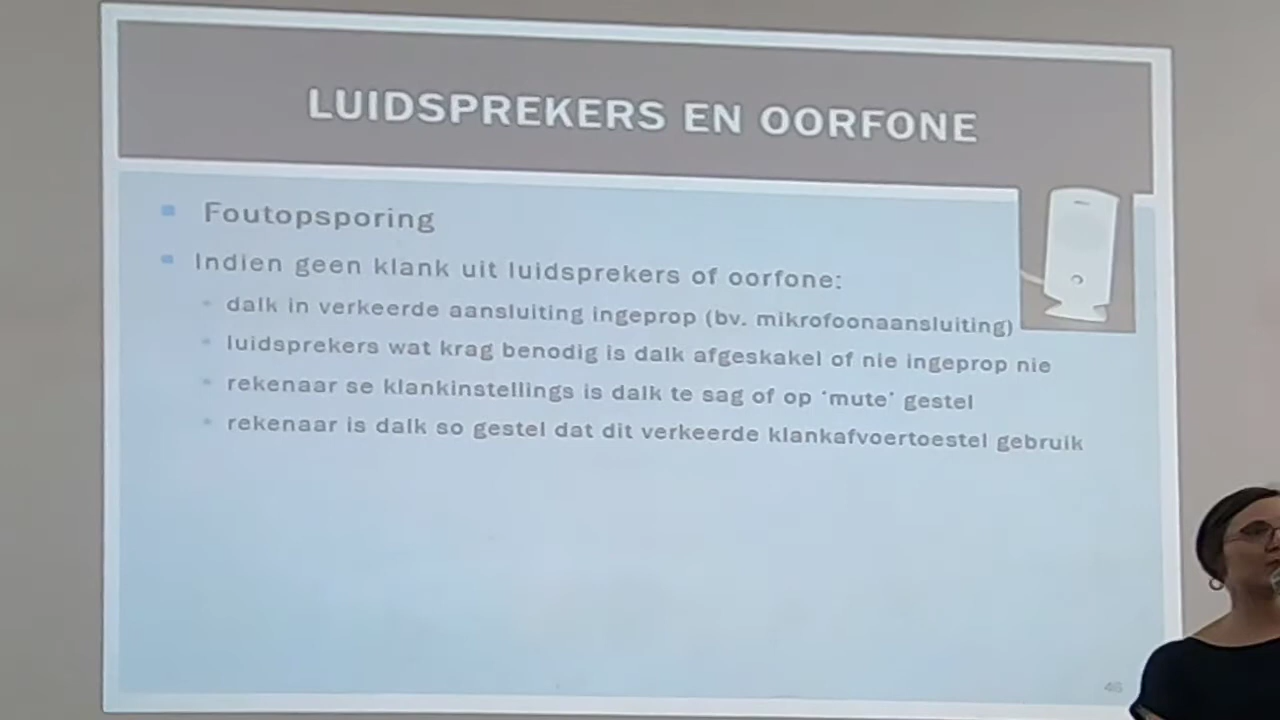 LUIDSPREKERS EN OORFONE
Foutopsporing
Indien geen klank uit luidsprekers of oorfone:
dalk in verkeerde aansluiting ingeprop (bv. mikrofoonaansluiting)
luidsprekers wat krag benodig is dalk afgeskakel of nie ingeprop nie
rekenaar se klankinstellings is dalk te sag of op ‘mute’ gestel
rekenaar is dalk so gestel dat dit verkeerde klankafvoertoestel gebruik